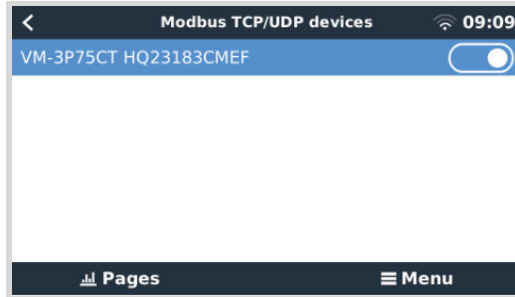 Modbus TCP/UDP devices 09:09
VM-3P75CT HQ23183CMEF
Pages Menu